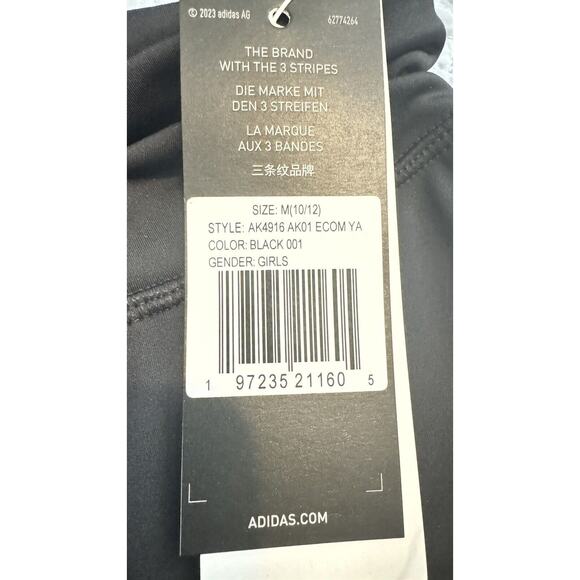 © 2023 adidas AG 62774264
THE BRAND
WITH THE 3 STRIPES
DIE MARKE MIT
DEN 3 STREIFEN
LA MARQUE
AUX 3 BANDES
三条纹品牌
SIZE: M(10/12)
STYLE: AK4916 AK01 ECOM YA
COLOR: BLACK 001
GENDER: GIRLS
1 97235 21160 5
ADIDAS.COM